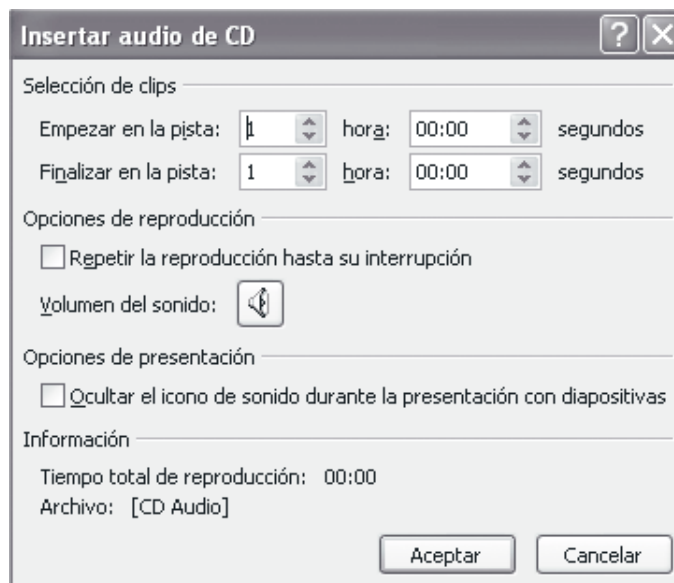 Insertar audio de CD
Selección de clips
Empezar en la pista: 1 hora: 00:00 segundos
Finalizar en la pista: 1 hora: 00:00 segundos
Opciones de reproducción
Repetir la reproducción hasta su interrupción
Volumen del sonido:
Opciones de presentación
Ocultar el icono de sonido durante la presentación con diapositivas
Información
Tiempo total de reproducción: 00:00
Archivo: [CD Audio]
Aceptar Cancelar